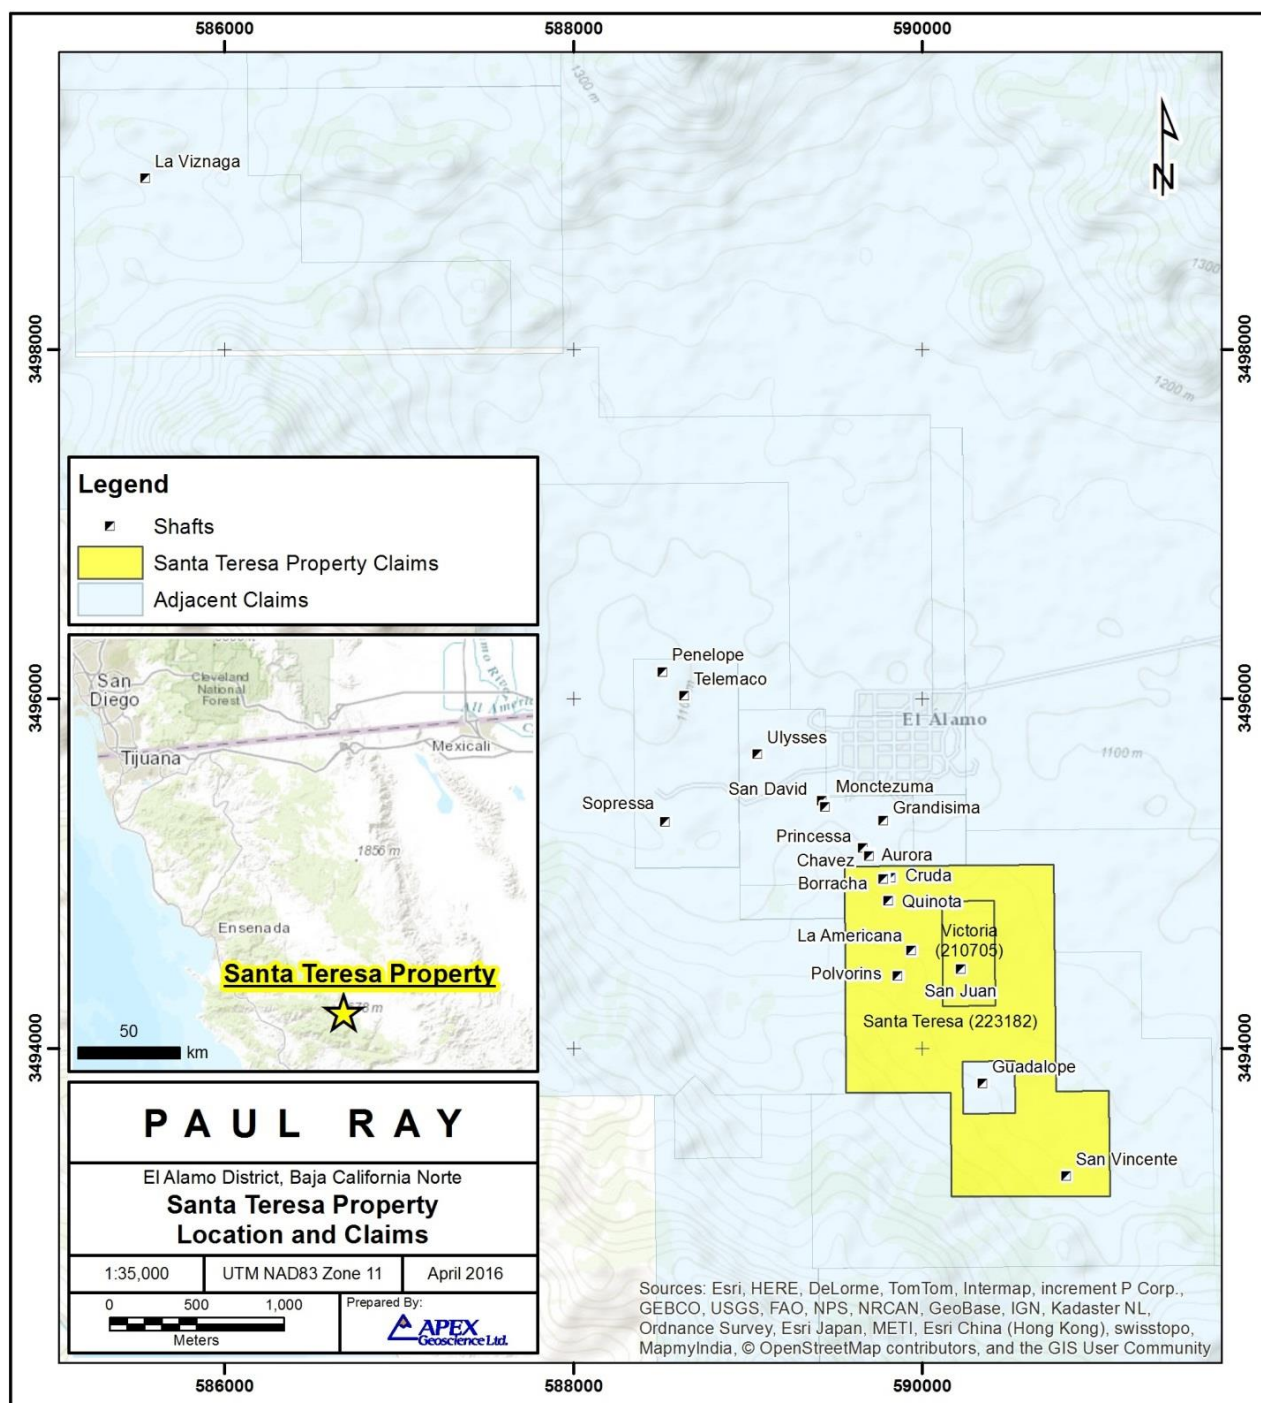 586000
588000
590000
1300 m
La Viznaga
N
1300
3498000
3498000
1200 m
Legend
Shafts
Santa Teresa Property Claims
Adjacent Claims
Penelope
Telemaco
3496000
3496000
El Álamo
Ulysses
1100 m
San David
Monctezuma
Sopressa
Grandisima
Princessa
Chavez
Aurora
Borracha
Cruda
Quinota
La Americana
Victoria
(210705)
Polvorins
San Juan
Santa Teresa (223182)
3494000
3494000
Guadalope
San Vincente
San
Diego
Cleveland
National
Forest
All Ameri
Tijuana
Mexicali
1856 m
Ensenada
Santa Teresa Property
50
km
PAUL RAY
El Alamo District, Baja California Norte
Santa Teresa Property
Location and Claims
1:35,000
UTM NAD83 Zone 11
April 2016
0 500 1,000
Meters
Prepared By:
APEX
Geoscience Ltd.
Sources: Esri, HERE, DeLorme, TomTom, Intermap, increment P Corp.,
GEBCO, USGS, FAO, NPS, NRCAN, GeoBase, IGN, Kadaster NL,
Ordnance Survey, Esri Japan, METI, Esri China (Hong Kong), swisstopo,
MapmyIndia, © OpenStreetMap contributors, and the GIS User Community
586000
588000
590000